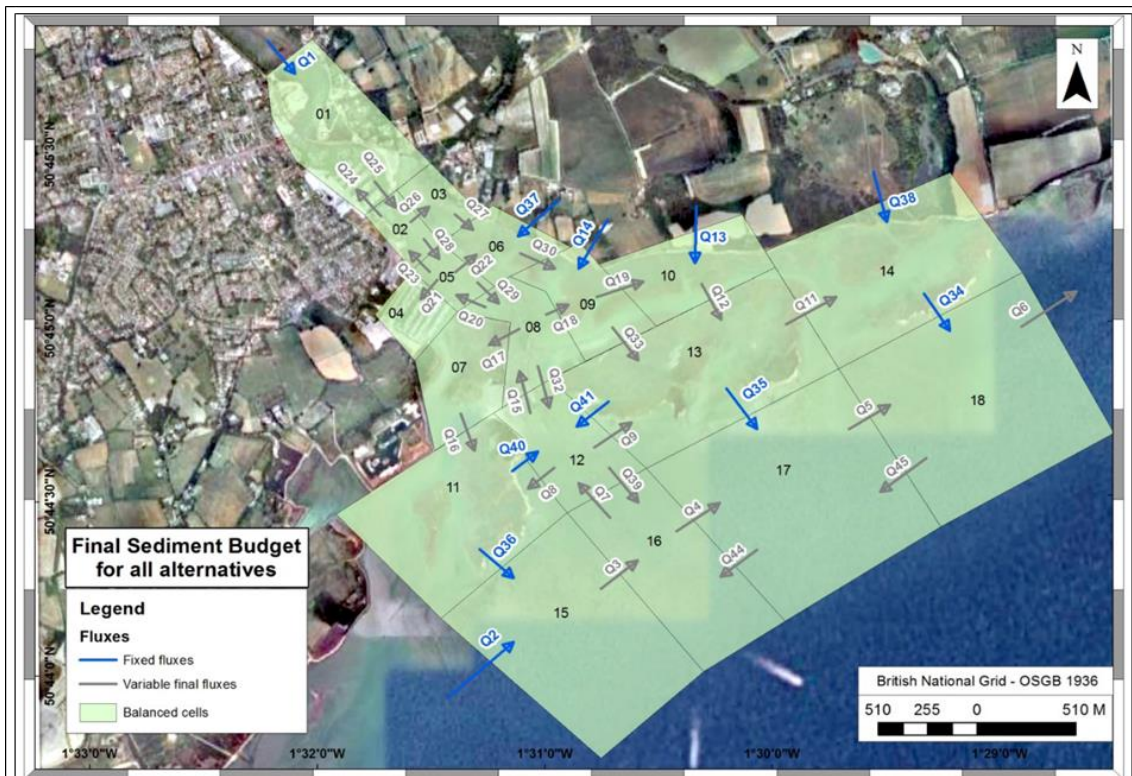 Q1
N
01
50°45'30"N
Q25
Q24
Q26
03
Q27
Q37
Q38
02
Q14
Q13
Q28
06
Q30
Q23
05
Q22
Q19
10
14
Q29
Q12
Q11
Q34
Q6
Q21
09
04
Q20
08
Q18
50°45'0"N
Q17
Q33
13
07
Q15
Q32
Q41
Q35
18
Q16
Q9
Q5
Q40
12
17
Q45
11
Q8
Q7
Q39
Q4
50°44'30"N
16
Q36
Q3
Q44
Final Sediment Budget
for all alternatives
Legend
Fluxes
Fixed fluxes
Variable final fluxes
Balanced cells
15
Q2
50°44'0"N
British National Grid - OSGB 1936
510 255 0 510 M
1°33'0"W 1°32'0"W 1°31'0"W 1°30'0"W 1°29'0"W